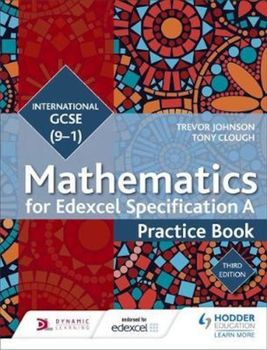 INTERNATIONAL
GCSE
(9–1)
TREVOR JOHNSON
TONY CLOUGH
Mathematics
for Edexcel Specification A
Practice Book
THIRD
EDITION
DYNAMIC
LEARNING
endorsed for
edexcel
HODDER
EDUCATION
LEARN MORE